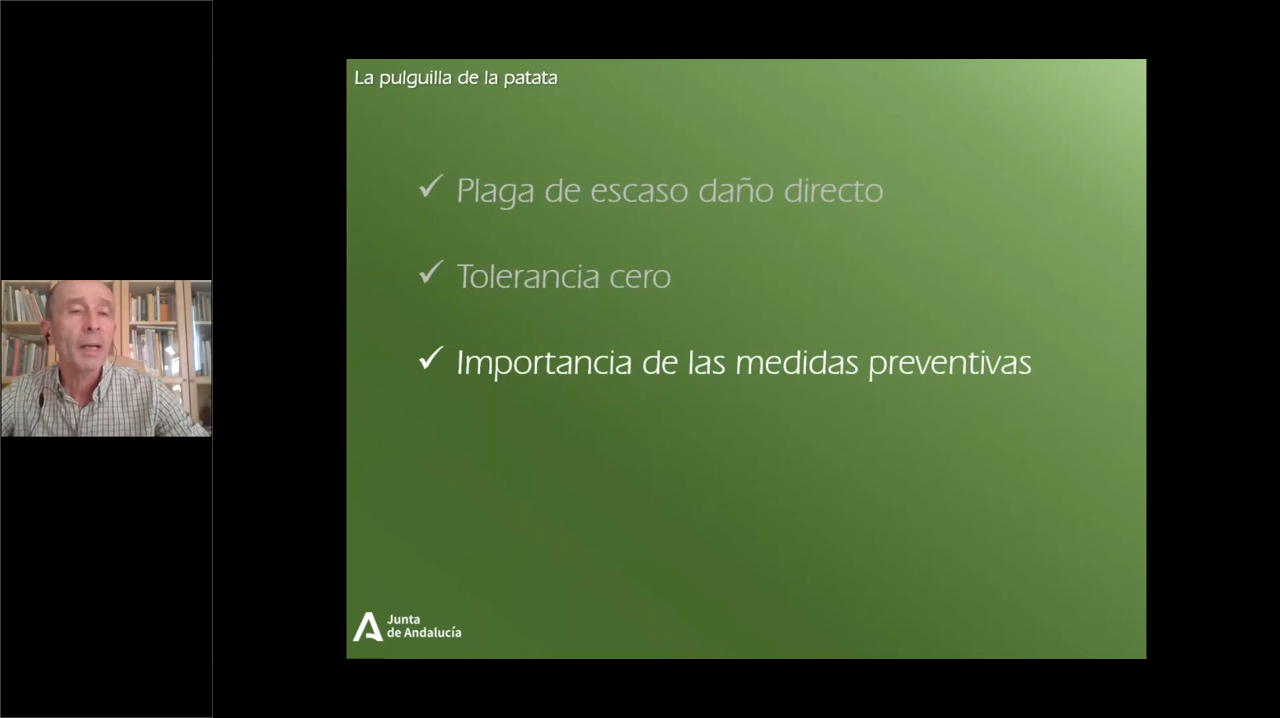 La pulguilla de la patata
✓ Plaga de escaso daño directo
✓ Tolerancia cero
✓ Importancia de las medidas preventivas
Junta
de Andalucía